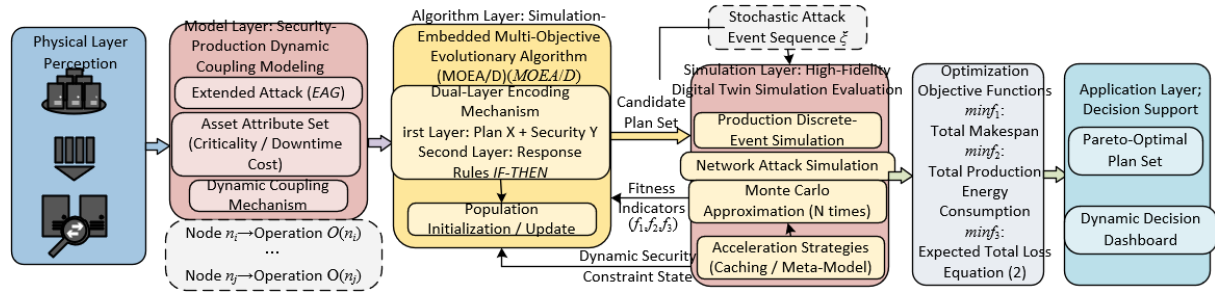 Physical Layer
Perception
Model Layer: Security-
Production Dynamic
Coupling Modeling
Extended Attack (EAG)
Asset Attribute Set
(Criticality / Downtime
Cost)
Dynamic Coupling
Mechanism
Node nᵢ→Operation O(nᵢ)
...
Node nⱼ→Operation O(nⱼ)
Algorithm Layer: Simulation-
Embedded Multi-Objective
Evolutionary Algorithm
(MOEA/D)(MOEA/D)
Dual-Layer Encoding
Mechanism
irst Layer: Plan X + Security Y
Second Layer: Response
Rules IF-THEN
Population
Initialization / Update
Candidate
Plan Set
Fitness
Indicators
(f₁,f₂,f₃)
Dynamic Security
Constraint State
Stochastic Attack
Event Sequence ξ
Simulation Layer: High-Fidelity
Digital Twin Simulation Evaluation
Production Discrete-
Event Simulation
Network Attack Simulation
Monte Carlo
Approximation (N times)
Acceleration Strategies
(Caching / Meta-Model)
Optimization
Objective Functions
minf₁:
Total Makespan
minf₂:
Total Production
Energy
Consumption
minf₃:
Expected Total Loss
Equation (2)
Application Layer;
Decision Support
Pareto-Optimal
Plan Set
Dynamic Decision
Dashboard